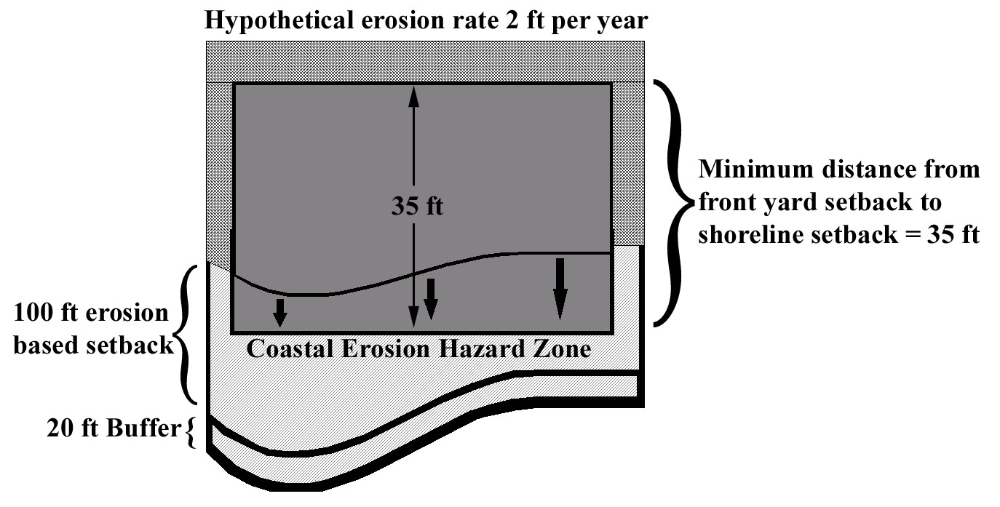 Hypothetical erosion rate 2 ft per year
35 ft
Minimum distance from
front yard setback to
shoreline setback = 35 ft
100 ft erosion
based setback
Coastal Erosion Hazard Zone
20 ft Buffer